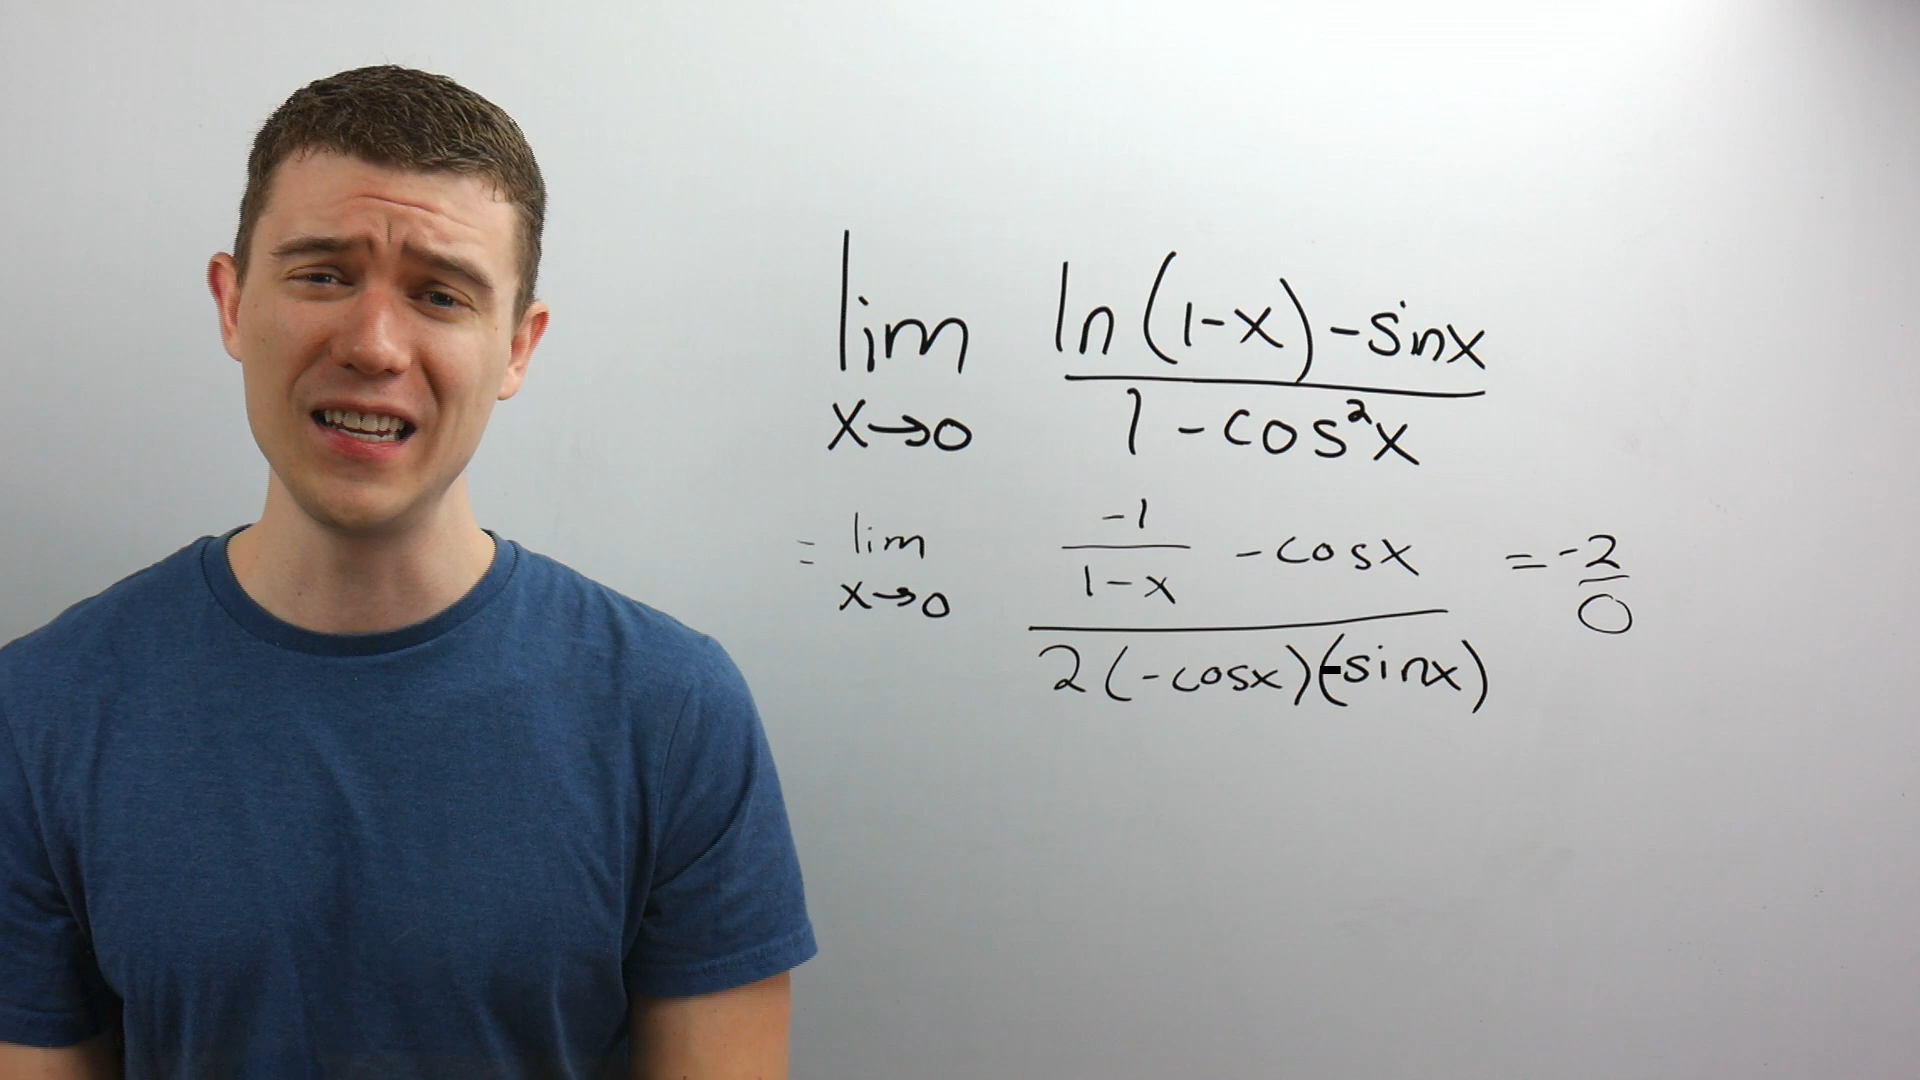 lim ln(1-x)-sinx
x→0 1-cos²x
= lim -1/(1-x) -cosx = -2/0
x→0 2(-cosx)(-sinx)